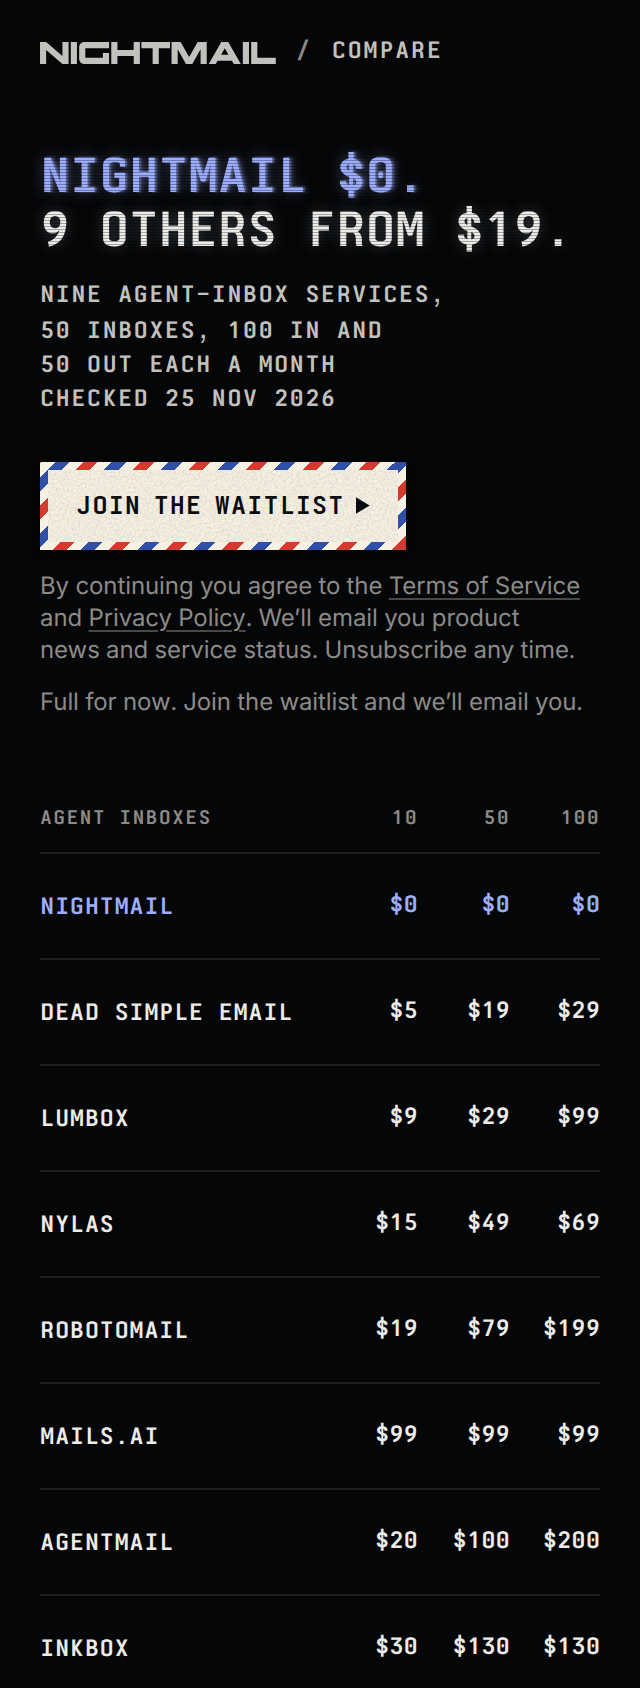 NIGHTMAIL / COMPARE
NIGHTMAIL $0.
9 OTHERS FROM $19.
NINE AGENT-INBOX SERVICES,
50 INBOXES, 100 IN AND
50 OUT EACH A MONTH
CHECKED 25 NOV 2026
JOIN THE WAITLIST ▶
By continuing you agree to the Terms of Service
and Privacy Policy. We’ll email you product
news and service status. Unsubscribe any time.
Full for now. Join the waitlist and we’ll email you.
AGENT INBOXES 10 50 100
NIGHTMAIL $0 $0 $0
DEAD SIMPLE EMAIL $5 $19 $29
LUMBOX $9 $29 $99
NYLAS $15 $49 $69
ROBOTOMAIL $19 $79 $199
MAILS.AI $99 $99 $99
AGENTMAIL $20 $100 $200
INKBOX $30 $130 $130